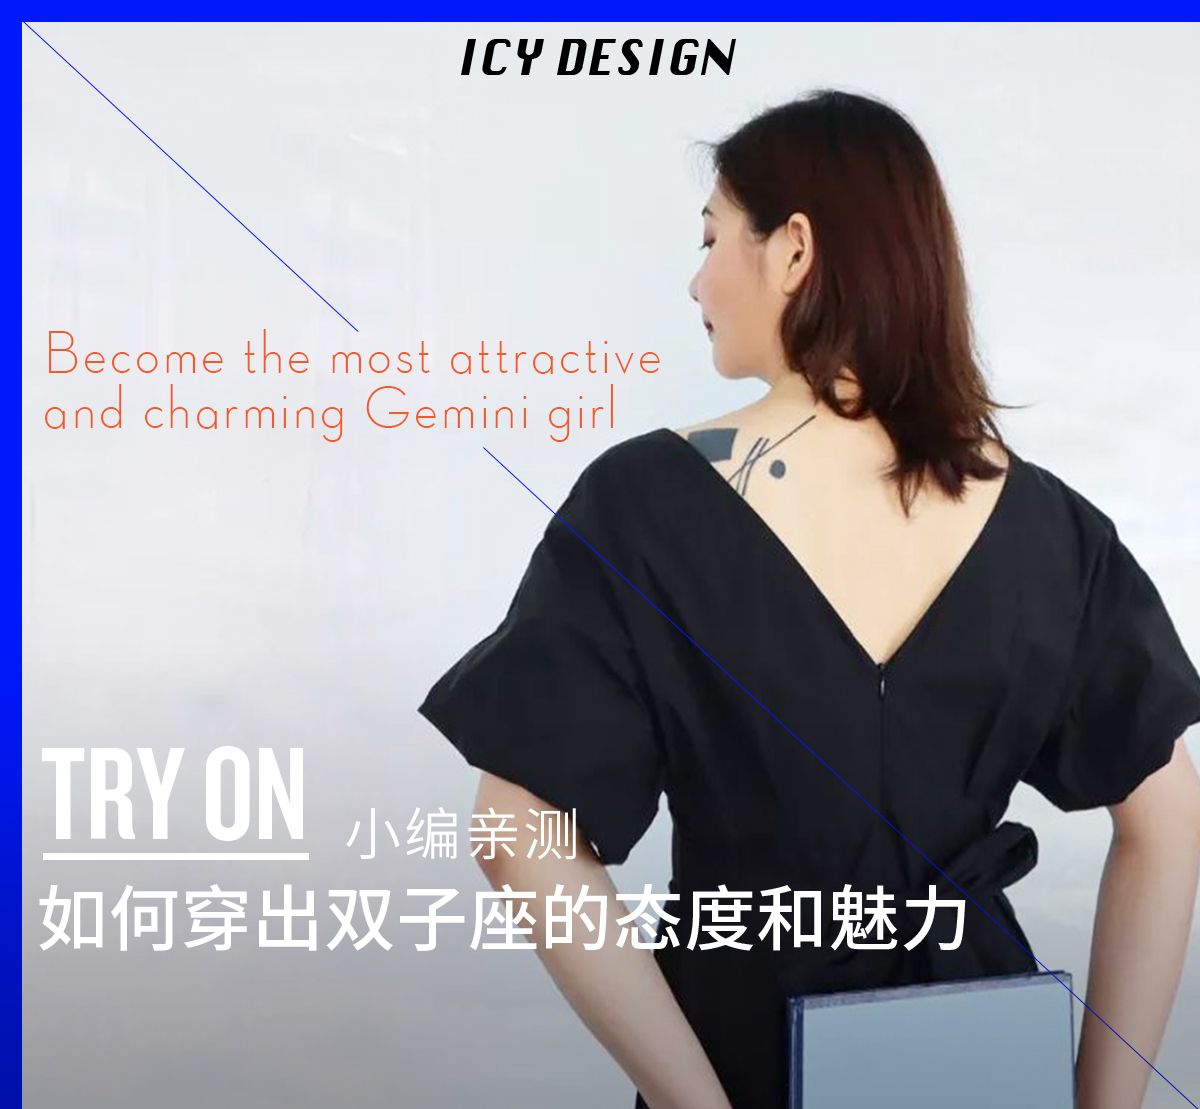 ICY DESIGN
Become the most attractive
and charming Gemini girl
TRY ON
小编亲测
如何穿出双子座的态度和魅力